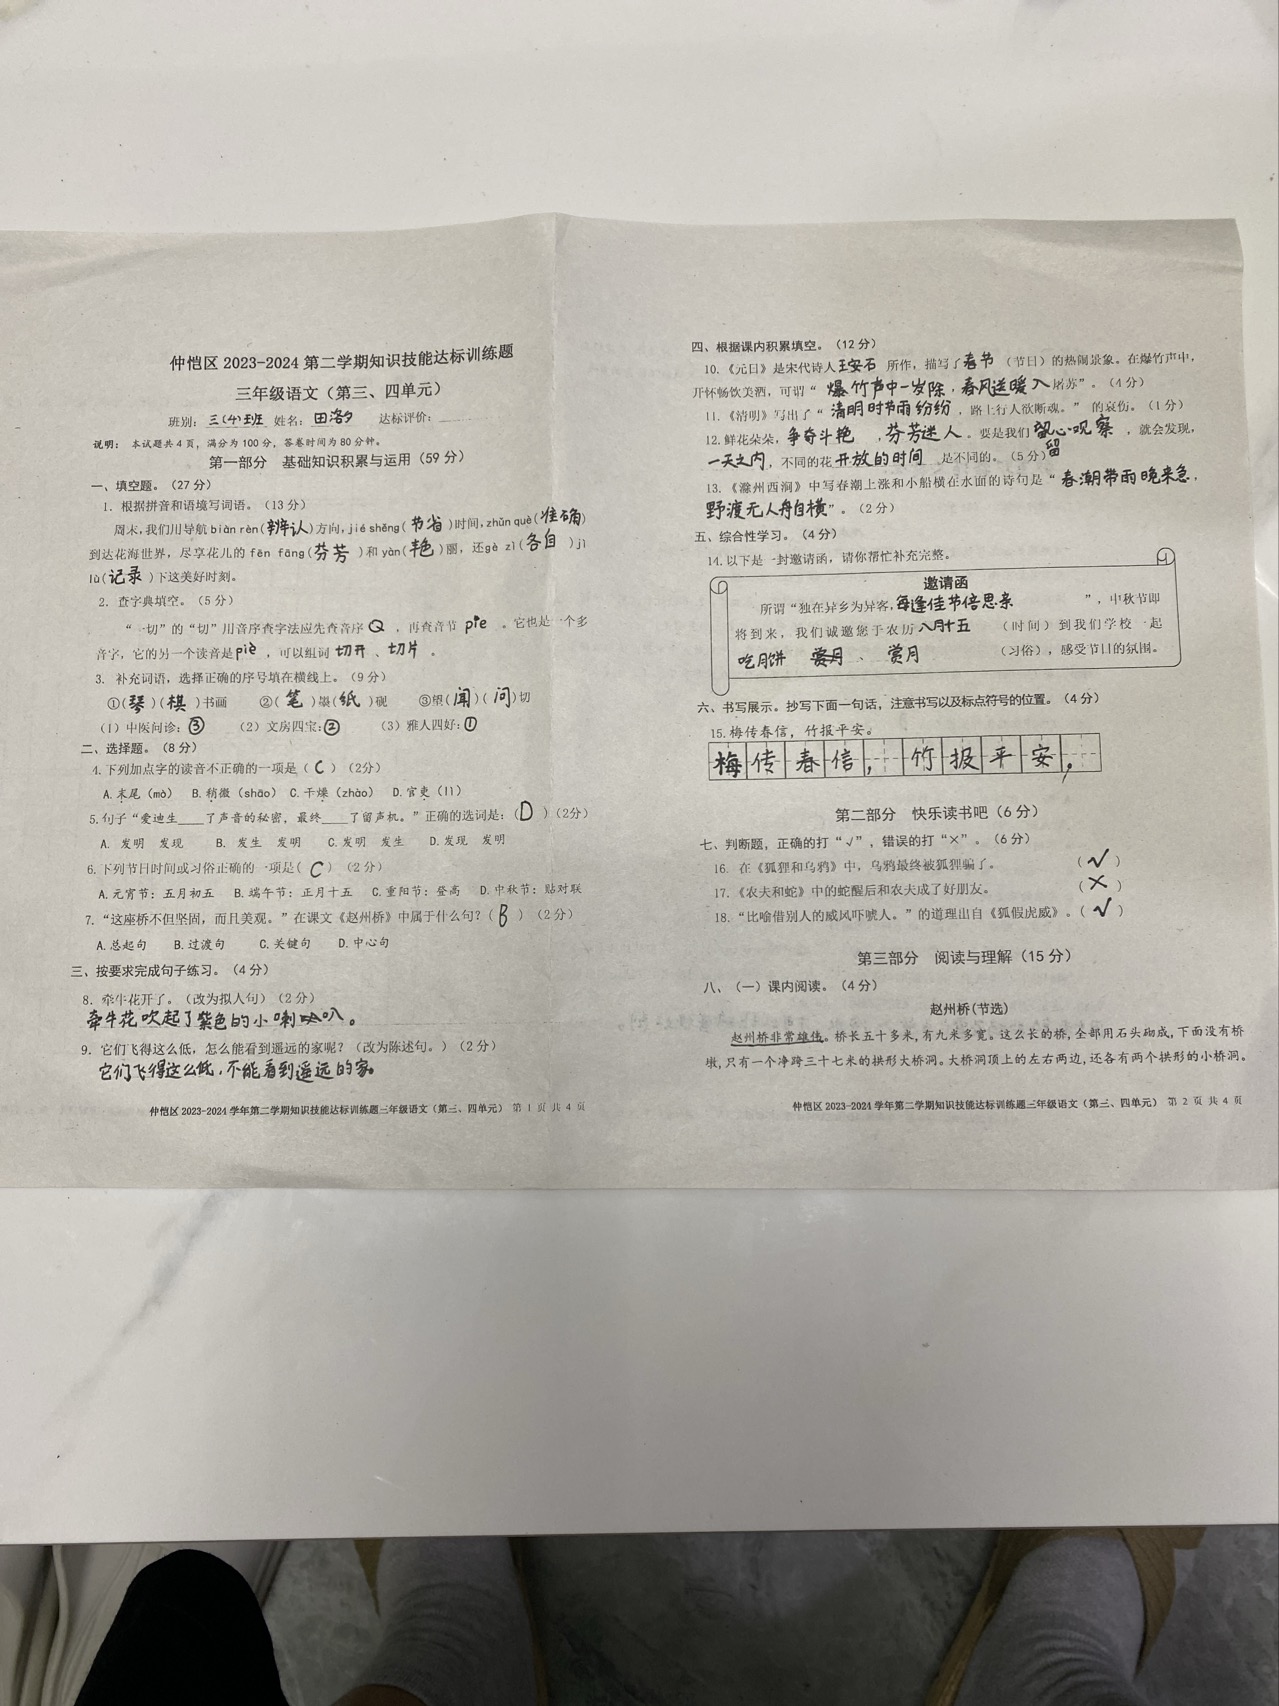 仲恺区 2023-2024 第二学期知识技能达标训练题
三年级语文（第三、四单元）
班别：三(4)班 姓名：田洛夕 达标评价：
说明： 本试题共4页，满分为100分，答卷时间为80分钟。
第一部分 基础知识积累与运用（59分）
一、填空题。（27分）
1. 根据拼音和语境写词语。（13分）
周末，我们用导航biàn rèn(辨认)方向，jié shěng(节省)时间，zhǔn què(准确)
到达花海世界，尽享花儿的 fēn fāng(芬芳)和 yàn(艳)丽，还gè zì(各自)jì
lù(记录)下这美好时刻。
2. 查字典填空。（5分）
“一切”的“切”用音序查字法应先查音序Q，再查音节 pie。它也是一个多
音字，它的另一个读音是piè，可以组词 切开、切片。
3. 补充词语，选择正确的序号填在横线上。（9分）
①(琴)(棋)书画 ②(笔)墨(纸)砚 ③望(闻)(问)切
(1)中医问诊：③ (2)文房四宝：② (3)雅人四好：①
二、选择题。（8分）
4.下列加点字的读音不正确的一项是（C）（2分）
A.末尾（mò） B.稍微（shāo） C.干燥（zhào） D.官吏（lì）
5.句子“爱迪生____了声音的秘密，最终____了留声机。”正确的选词是：（D）（2分）
A. 发明 发现 B. 发生 发明 C.发明 发生 D.发现 发明
6.下列节日时间或习俗正确的一项是（C）（2分）
A.元宵节：五月初五 B.端午节：正月十五 C.重阳节：登高 D.中秋节：贴对联
7.“这座桥不但坚固，而且美观。”在课文《赵州桥》中属于什么句？（B）（2分）
A.总起句 B.过渡句 C.关键句 D.中心句
三、按要求完成句子练习。（4分）
8. 牵牛花开了。（改为拟人句）（2分）
牵牛花吹起了紫色的小喇叭。
9. 它们飞得这么低，怎么能看到遥远的家呢？（改为陈述句。）（2分）
它们飞得这么低，不能看到遥远的家。
仲恺区 2023-2024 学年第二学期知识技能达标训练题三年级语文（第三、四单元） 第 1 页 共 4 页
四、根据课内积累填空。（12分）
10.《元日》是宋代诗人王安石 所作，描写了春节（节日）的热闹景象。在爆竹声中，
开怀畅饮美酒，可谓“ 爆竹声中一岁除，春风送暖入屠苏”。（4分）
11.《清明》写出了“ 清明时节雨纷纷，路上行人欲断魂。” 的哀伤。（1分）
12.鲜花朵朵，争奇斗艳，芬芳迷人。要是我们留心观察，就会发现，
留
一天之内，不同的花开放的时间 是不同的。（5分）
13.《滁州西涧》中写春潮上涨和小船横在水面的诗句是“ 春潮带雨晚来急，
野渡无人舟自横”。（2分）
五、综合性学习。（4分）
14.以下是一封邀请函，请你帮忙补充完整。
邀请函
所谓“独在异乡为异客，每逢佳节倍思亲”，中秋节即
将到来，我们诚邀您于农历八月十五（时间）到我们学校一起
吃月饼 赏月、 赏月（习俗），感受节日的氛围。
六、书写展示。抄写下面一句话，注意书写以及标点符号的位置。（4分）
15.梅传春信，竹报平安。
梅传春信，竹报平安，
第二部分 快乐读书吧（6分）
七、判断题，正确的打“√”，错误的打“×”。（6分）
16. 在《狐狸和乌鸦》中，乌鸦最终被狐狸骗了。（√）
17.《农夫和蛇》中的蛇醒后和农夫成了好朋友。（×）
18.“比喻借别人的威风吓唬人。”的道理出自《狐假虎威》。（√）
第三部分 阅读与理解（15分）
八、（一）课内阅读。（4分）
赵州桥(节选)
赵州桥非常雄伟。桥长五十多米，有九米多宽。这么长的桥，全部用石头砌成，下面没有桥
墩，只有一个净跨三十七米的拱形大桥洞。大桥洞顶上的左右两边，还各有两个拱形的小桥洞。
仲恺区 2023-2024 学年第二学期知识技能达标训练题三年级语文（第三、四单元） 第 2 页 共 4 页